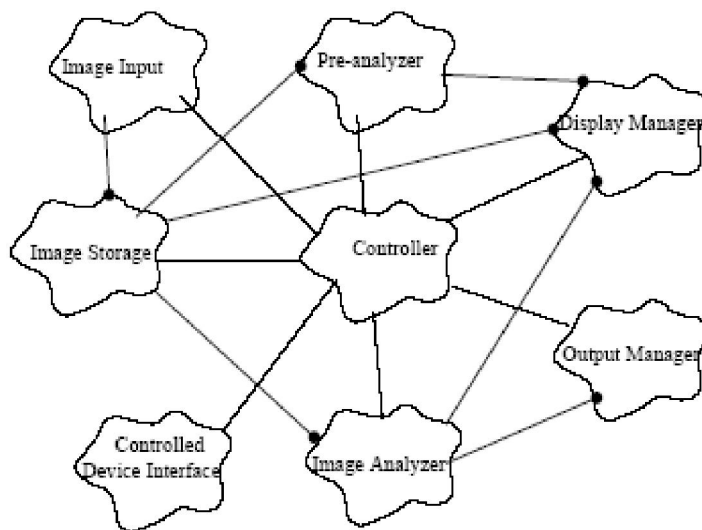 Image Input
Pre-analyzer
Display Manager
Image Storage
Controller
Output Manager
Controlled
Device Interface
Image Analyzer